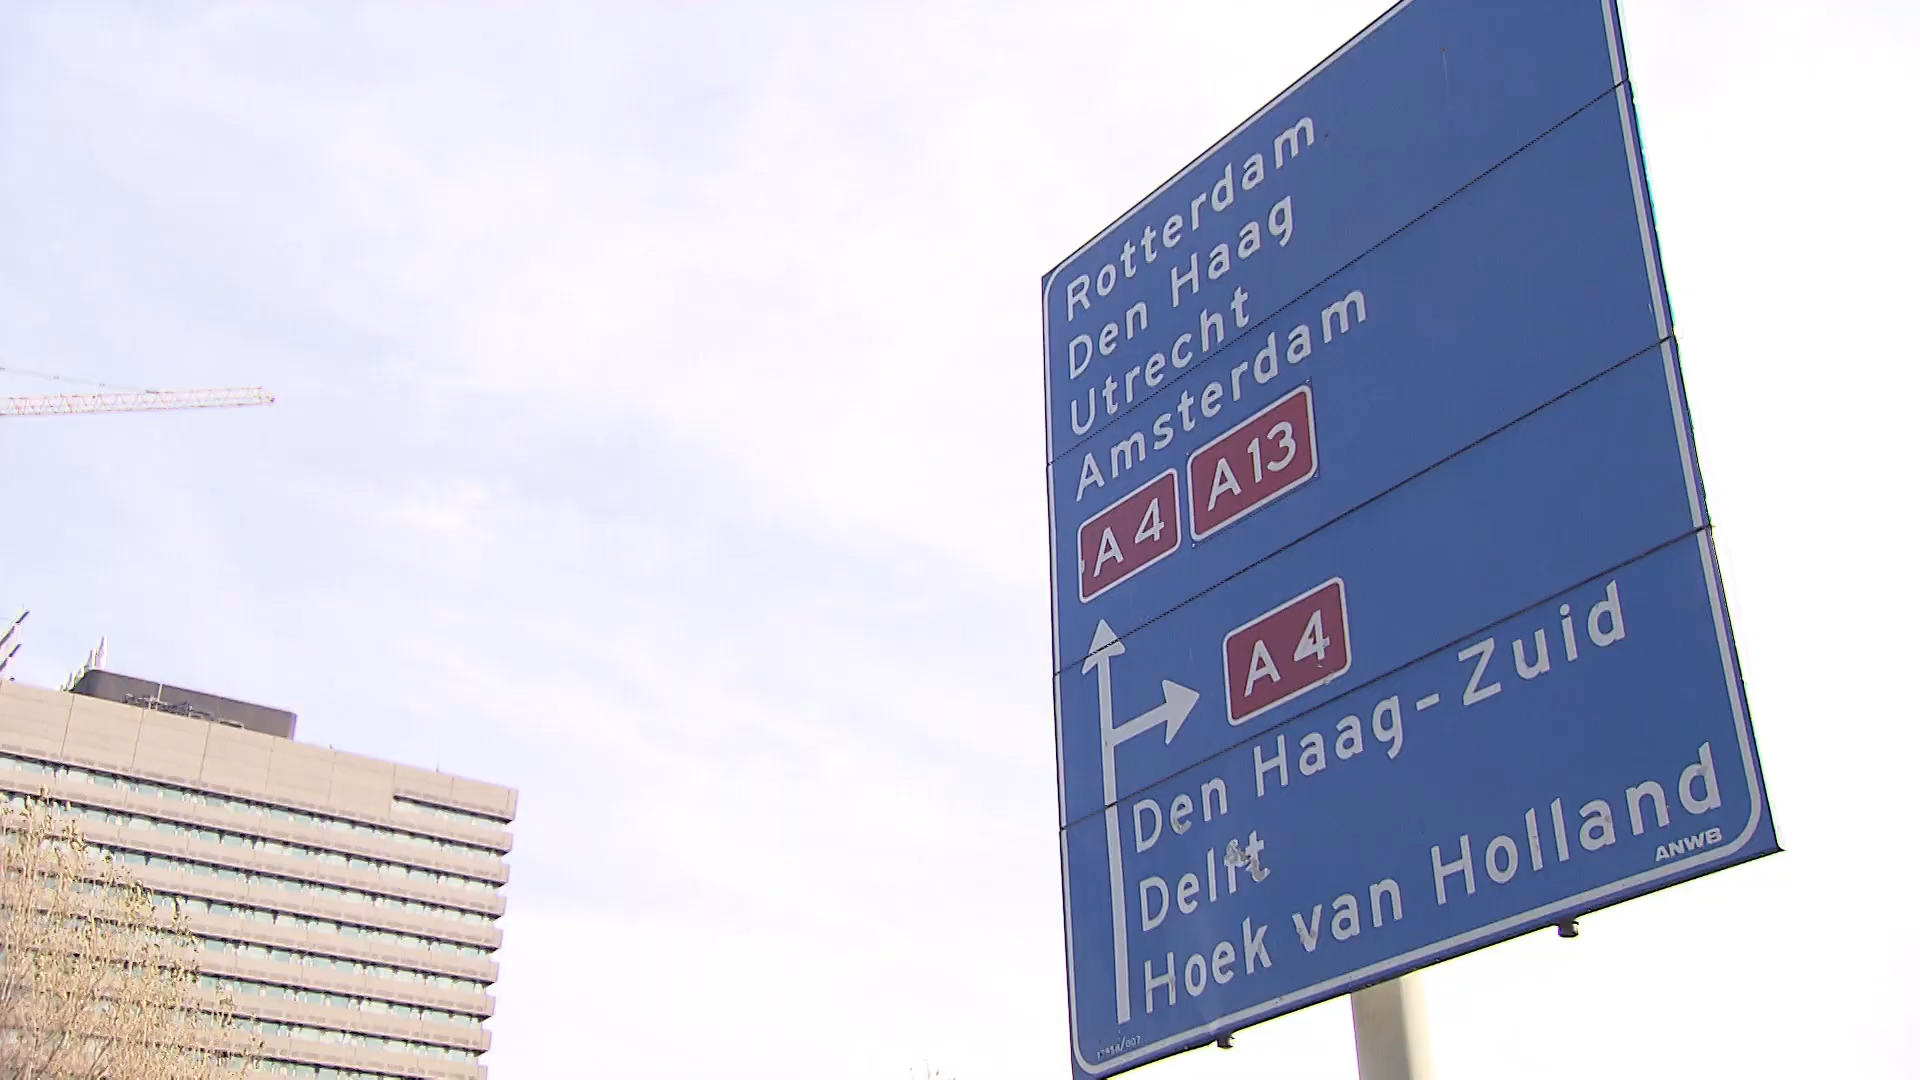 Rotterdam
Den Haag
Utrecht
Amsterdam
A4 A13
A4
Den Haag-Zuid
Delft
Hoek van Holland
ANWB